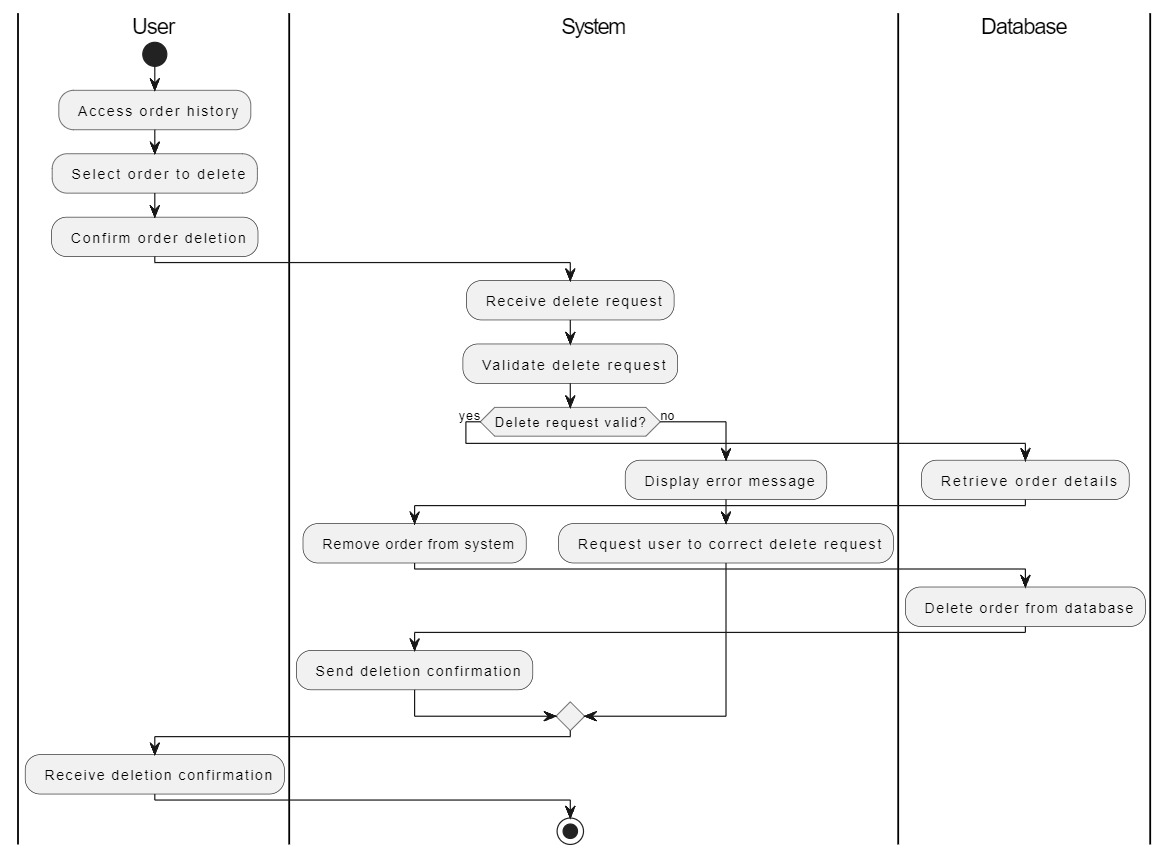 User
System
Database
Access order history
Select order to delete
Confirm order deletion
Receive delete request
Validate delete request
yes
Delete request valid?
no
Display error message
Retrieve order details
Remove order from system
Request user to correct delete request
Delete order from database
Send deletion confirmation
Receive deletion confirmation